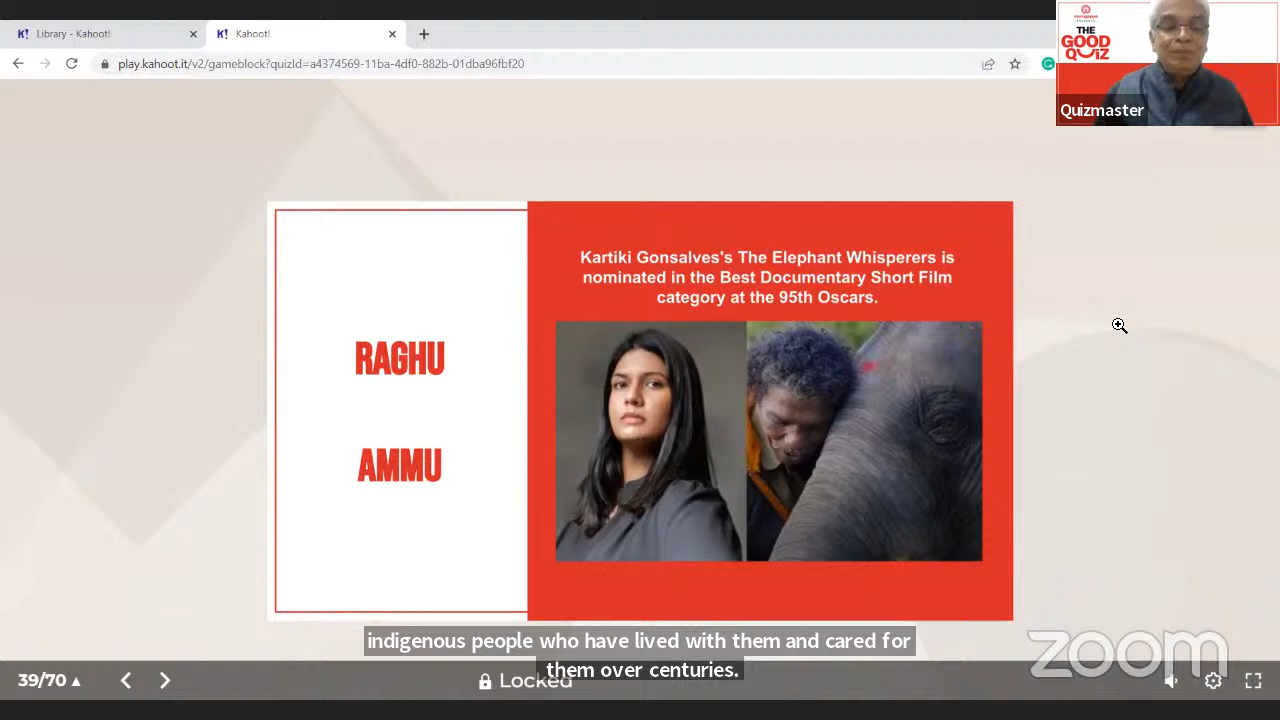 Library - Kahoot!
Kahoot!
play.kahoot.it/v2/gameblock?quizId=a4374569-11be-4df0-882b-01dba96fbf20
THE
GOOD
QUIZ
Quizmaster
Kartiki Gonsalves's The Elephant Whisperers is
nominated in the Best Documentary Short Film
category at the 95th Oscars.
RAGHU
AMMU
indigenous people who have lived with them and cared for
them over centuries.
39/70
Locked
zoom